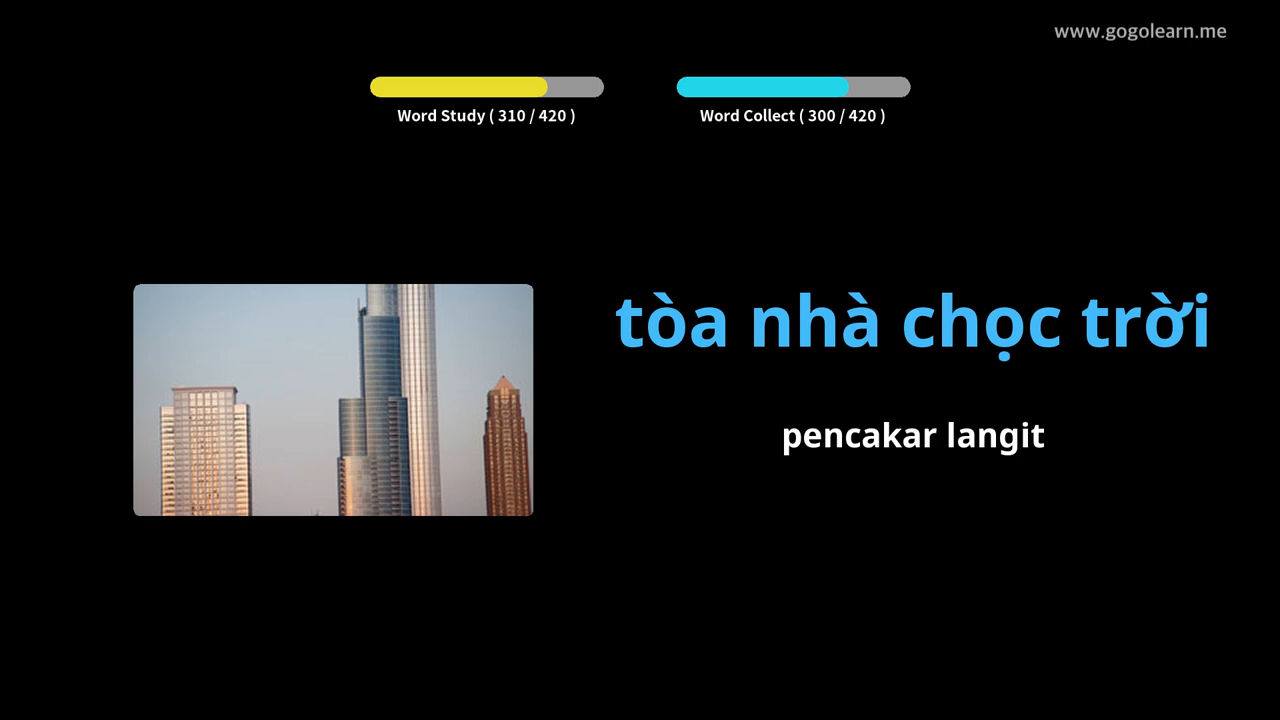 www.gogolearn.me
Word Study ( 310 / 420 )
Word Collect ( 300 / 420 )
tòa nhà chọc trời
pencakar langit